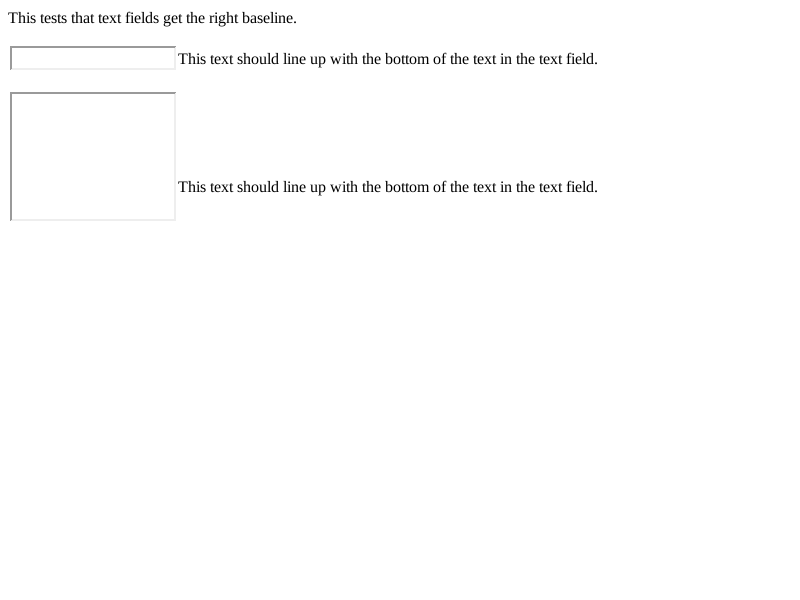 This tests that text fields get the right baseline.
This text should line up with the bottom of the text in the text field.
This text should line up with the bottom of the text in the text field.